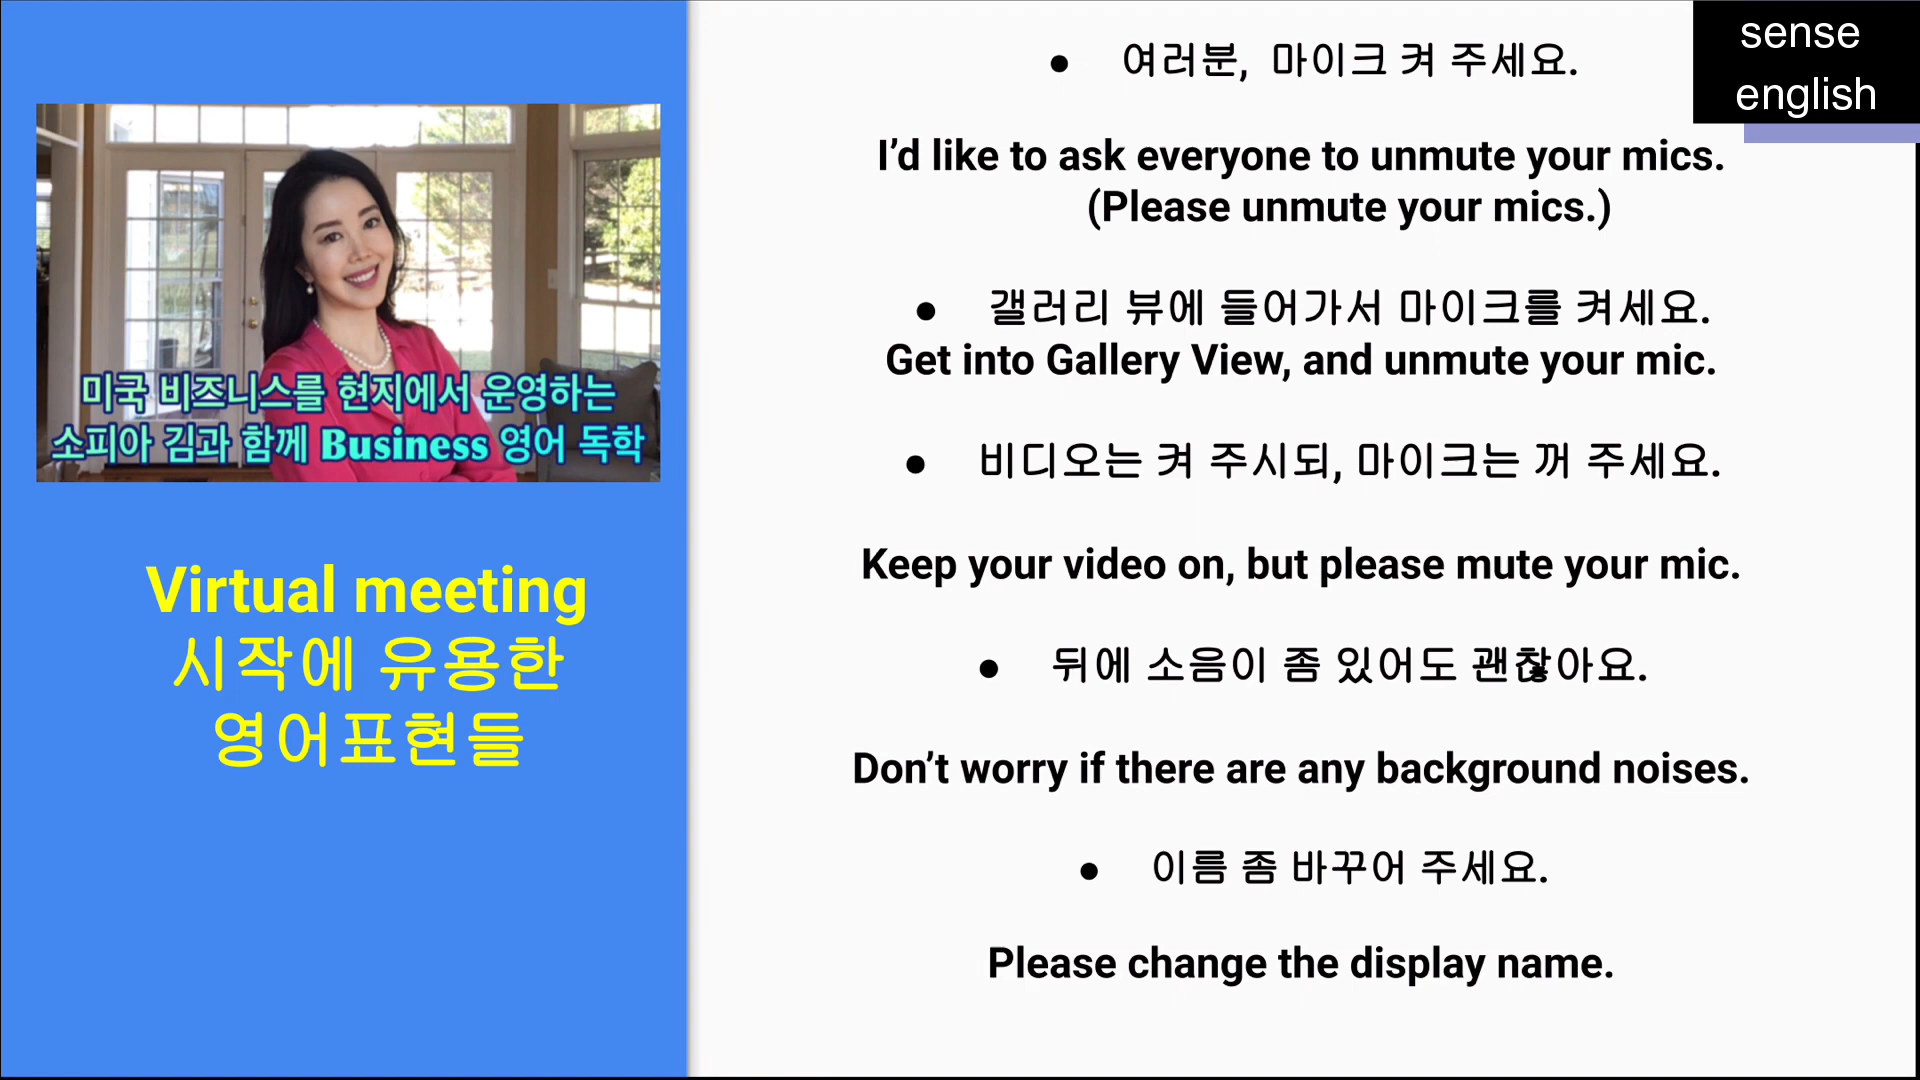 미국 비즈니스를 현지에서 운영하는
소피아 김과 함께 Business 영어 독학
Virtual meeting
시작에 유용한
영어표현들
● 여러분, 마이크 켜 주세요.
I’d like to ask everyone to unmute your mics.
(Please unmute your mics.)
● 갤러리 뷰에 들어가서 마이크를 켜세요.
Get into Gallery View, and unmute your mic.
● 비디오는 켜 주시되, 마이크는 꺼 주세요.
Keep your video on, but please mute your mic.
● 뒤에 소음이 좀 있어도 괜찮아요.
Don’t worry if there are any background noises.
● 이름 좀 바꾸어 주세요.
Please change the display name.
sense
english